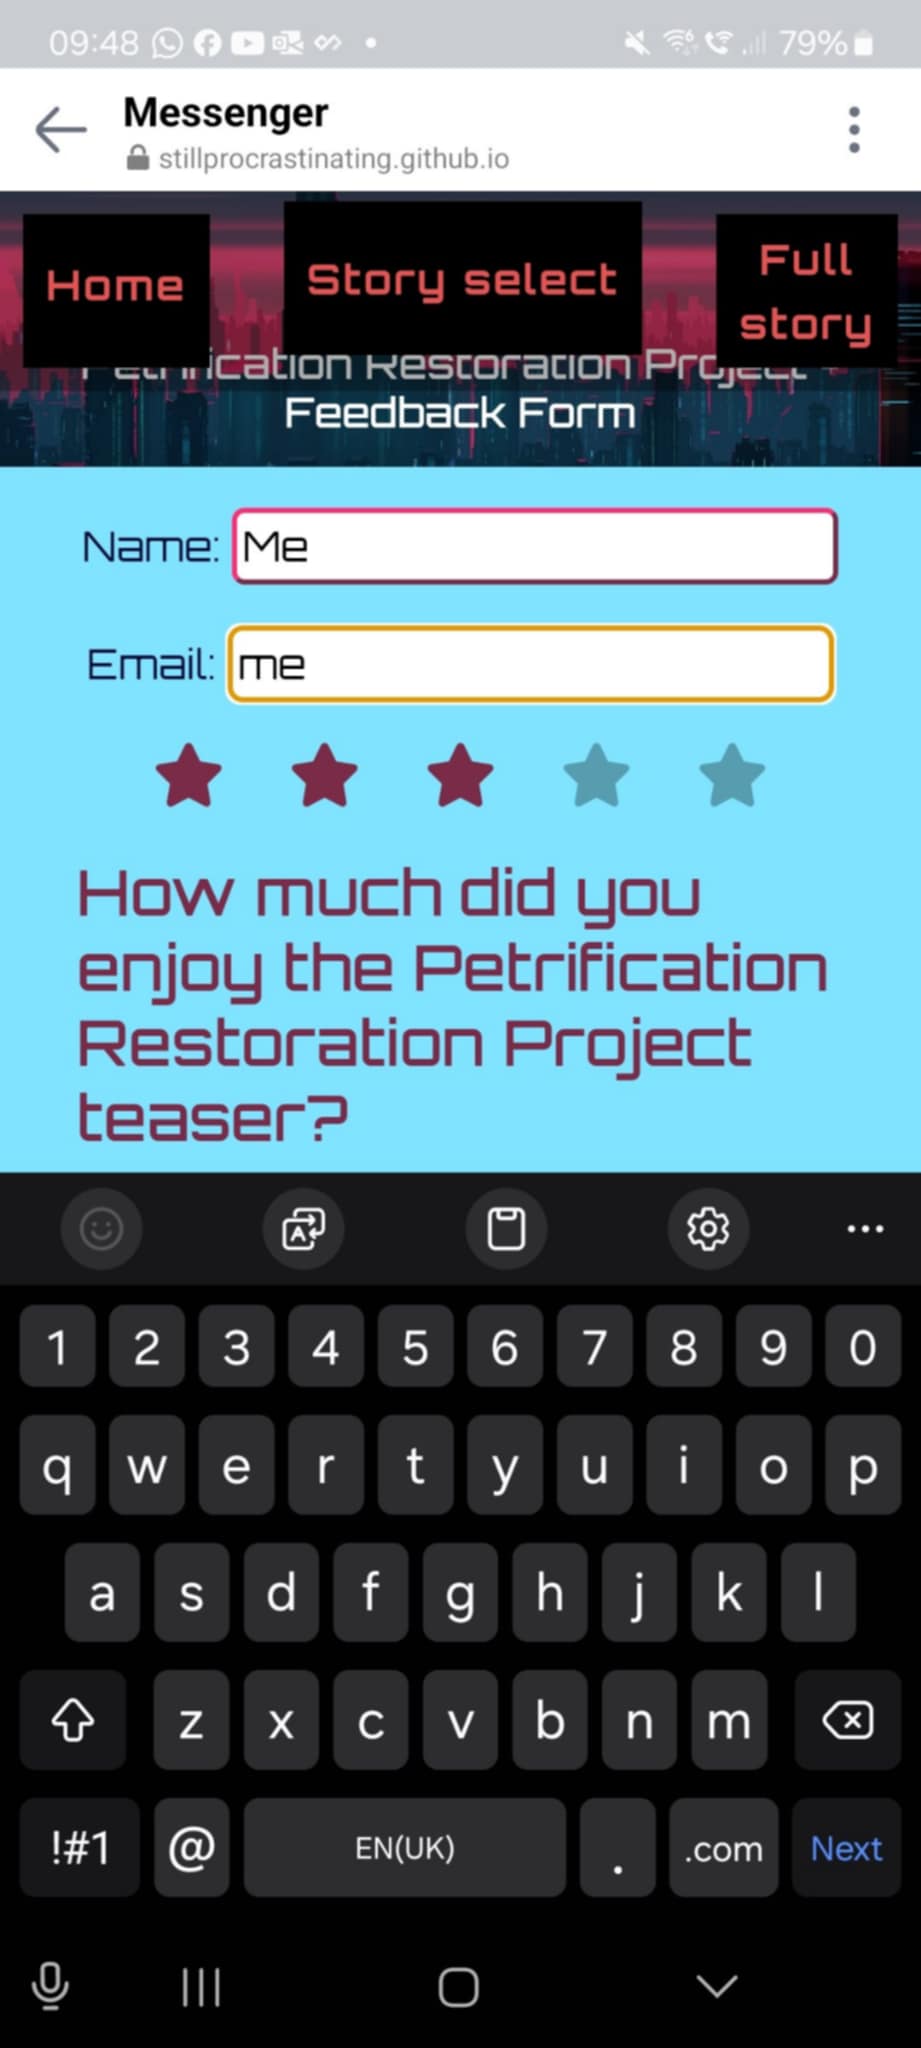 09:48 79%
Messenger
stillprocrastinating.github.io
Home Story select Full story
Petrification Restoration Project -
Feedback Form
Name: Me
Email: me
How much did you
enjoy the Petrification
Restoration Project
teaser?
1 2 3 4 5 6 7 8 9 0
q w e r t y u i o p
a s d f g h j k l
z x c v b n m
!#1 @ EN(UK) . .com Next